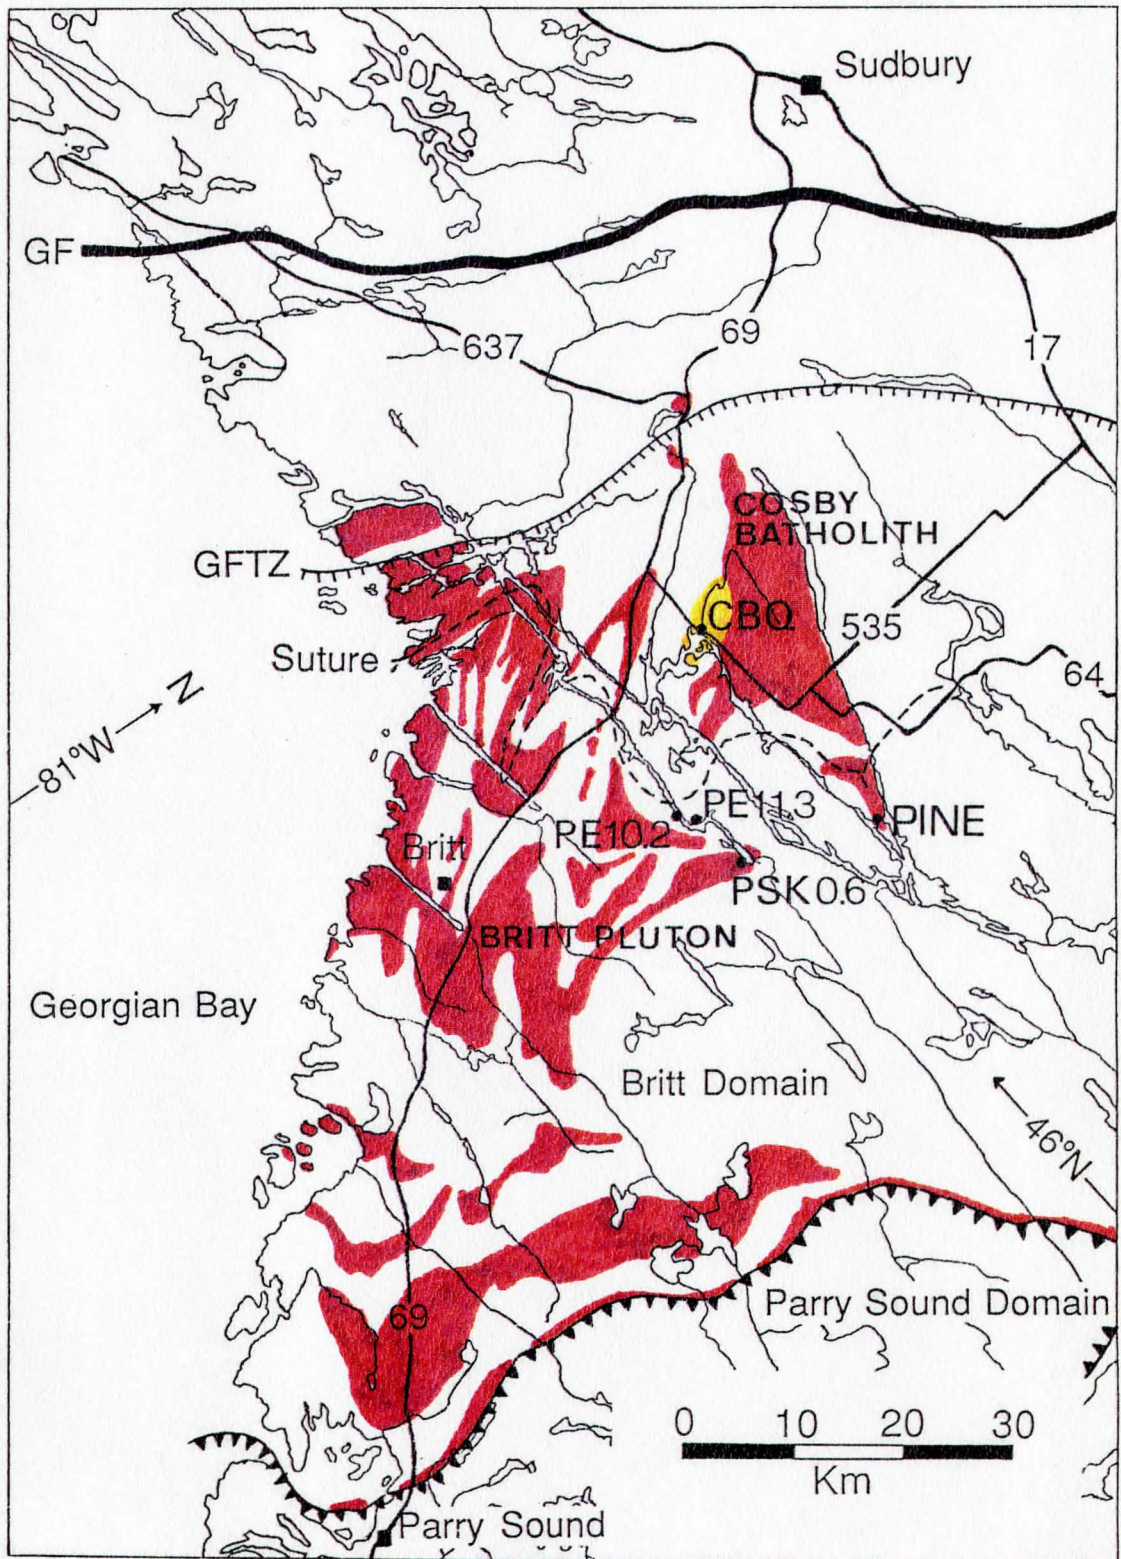 Sudbury
GF
637
69
17
COSBY
BATHOLITH
GFTZ
CBQ
535
Suture
64
81°W
N
PE11.3
PINE
PE10.2
Britt
PSK0.6
BRITT PLUTON
Georgian Bay
Britt Domain
46°N
Parry Sound Domain
69
0 10 20 30
Km
Parry Sound